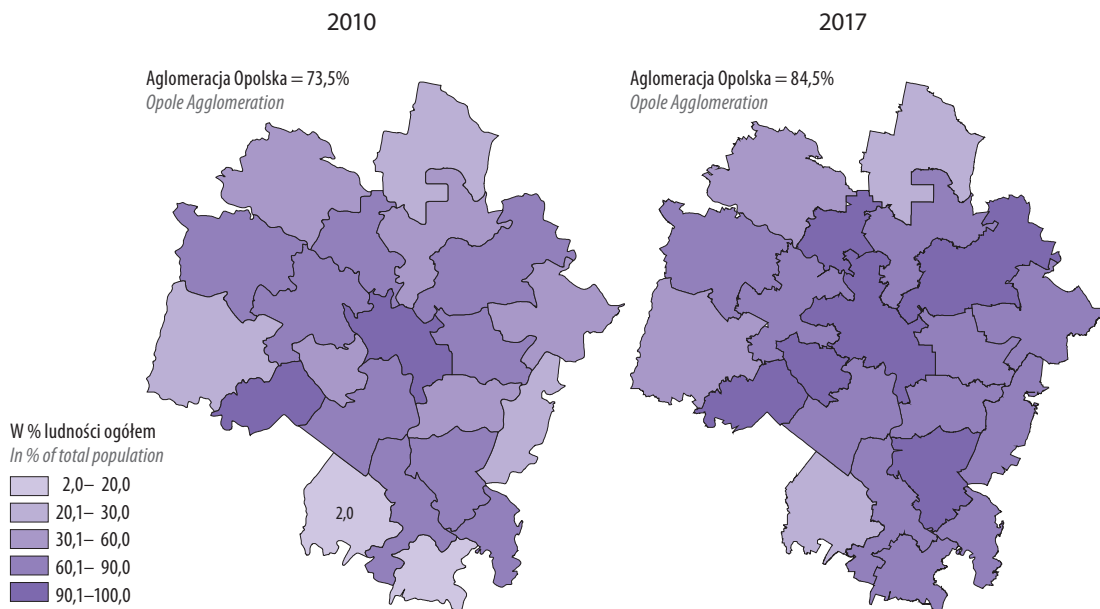 2010
2017
Aglomeracja Opolska = 73,5%
Opole Agglomeration
Aglomeracja Opolska = 84,5%
Opole Agglomeration
W % ludności ogółem
In % of total population
2,0– 20,0
20,1– 30,0
30,1– 60,0
60,1– 90,0
90,1–100,0
2,0